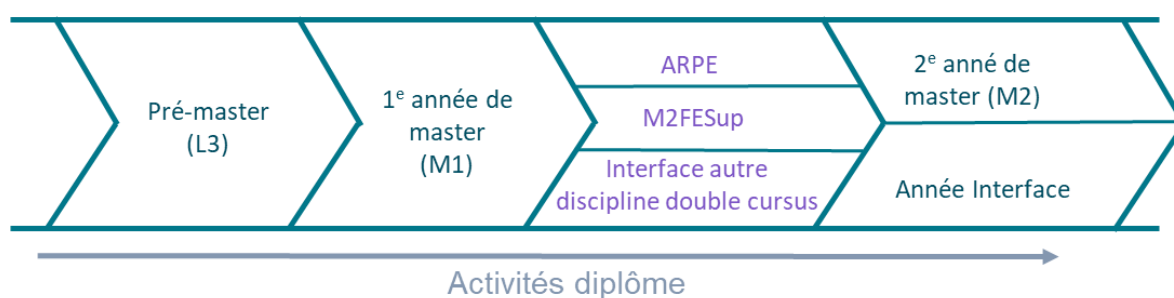 Pré-master
(L3)
1e année de
master
(M1)
ARPE
M2FESup
Interface autre
discipline double cursus
2e anné de
master (M2)
Année Interface
Activités diplôme